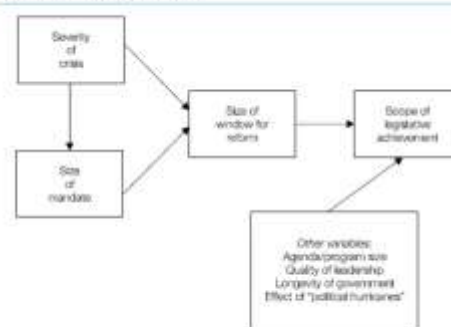 Severity
of
crisis
Size
of
mandate
Size of
window for
reform
Scope of
legislative
achievement
Other variables:
Agenda/program size
Quality of leadership
Longevity of government
Effect of "political hurricanes"